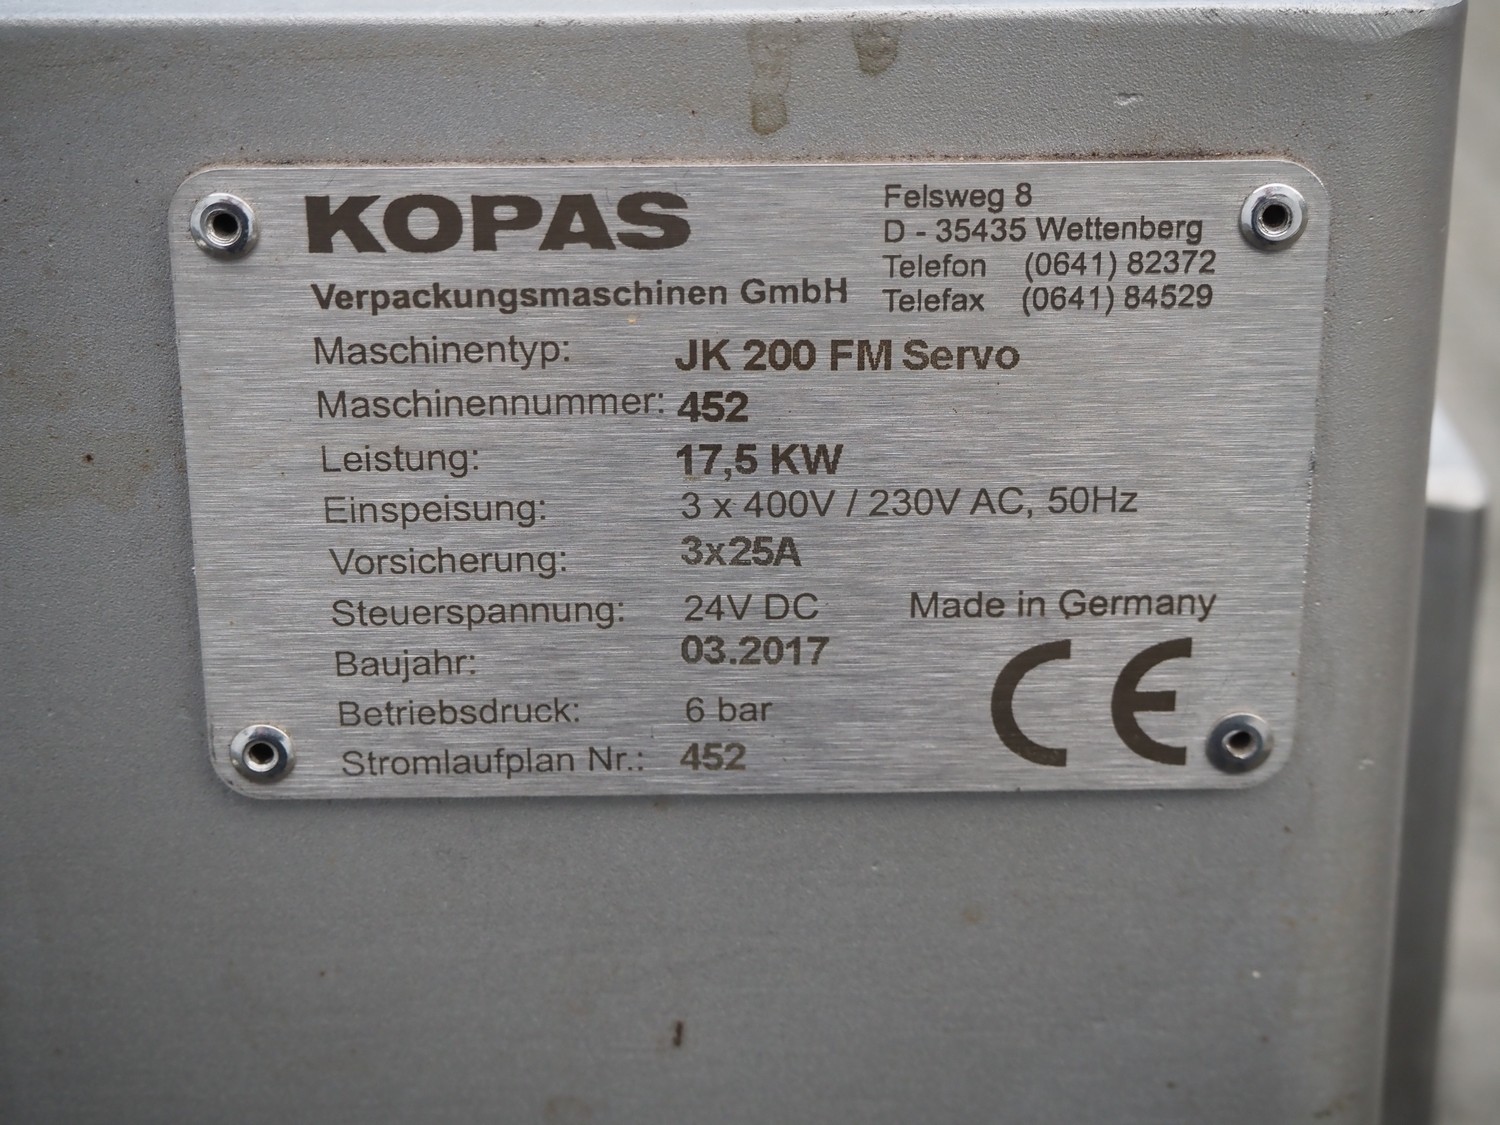 KOPAS
Verpackungsmaschinen GmbH
Felsweg 8
D - 35435 Wettenberg
Telefon (0641) 82372
Telefax (0641) 84529
Maschinentyp: JK 200 FM Servo
Maschinennummer: 452
Leistung: 17,5 KW
Einspeisung: 3 x 400V / 230V AC, 50Hz
Vorsicherung: 3x25A
Steuerspannung: 24V DC
Made in Germany
Baujahr: 03.2017
Betriebsdruck: 6 bar
CE
Stromlaufplan Nr.: 452